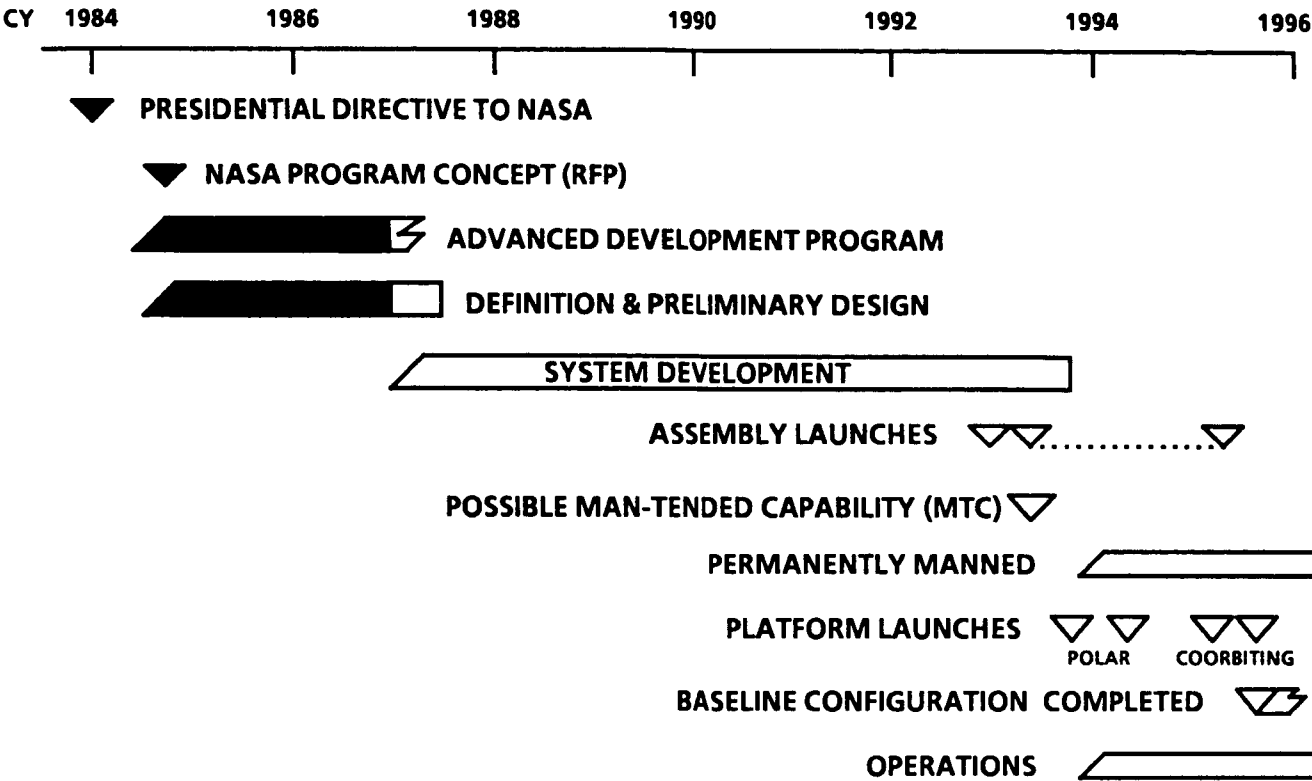 CY 1984 1986 1988 1990 1992 1994 1996
PRESIDENTIAL DIRECTIVE TO NASA
NASA PROGRAM CONCEPT (RFP)
ADVANCED DEVELOPMENT PROGRAM
DEFINITION & PRELIMINARY DESIGN
SYSTEM DEVELOPMENT
ASSEMBLY LAUNCHES
POSSIBLE MAN-TENDED CAPABILITY (MTC)
PERMANENTLY MANNED
PLATFORM LAUNCHES
POLAR COORBITING
BASELINE CONFIGURATION COMPLETED
OPERATIONS